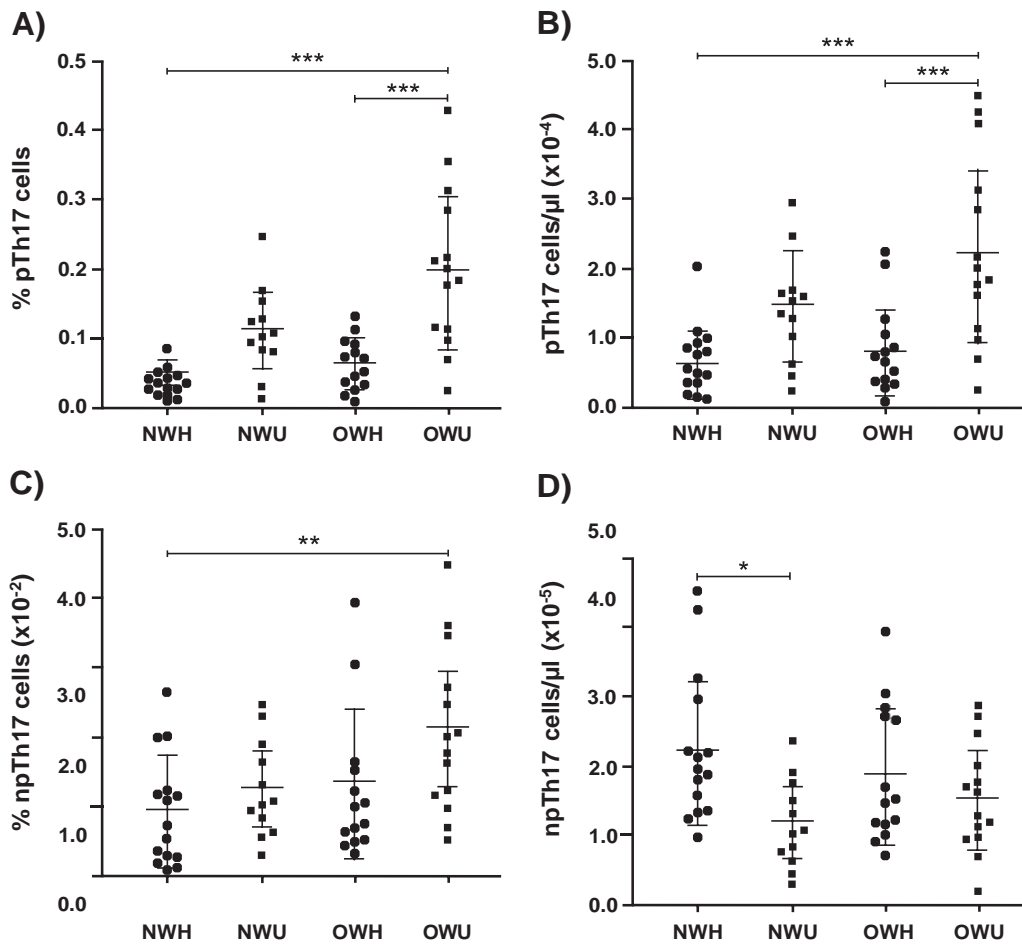 A)
% pTh17 cells
0.5
0.4
0.3
0.2
0.1
0.0
***
***
NWH NWU OWH OWU
B)
pTh17 cells/µl (x10-4)
5.0
4.0
3.0
2.0
1.0
0.0
***
***
NWH NWU OWH OWU
C)
% npTh17 cells (x10-2)
5.0
4.0
3.0
2.0
1.0
0.0
**
NWH NWU OWH OWU
D)
npTh17 cells/µl (x10-5)
5.0
4.0
3.0
2.0
1.0
0.0
*
NWH NWU OWH OWU